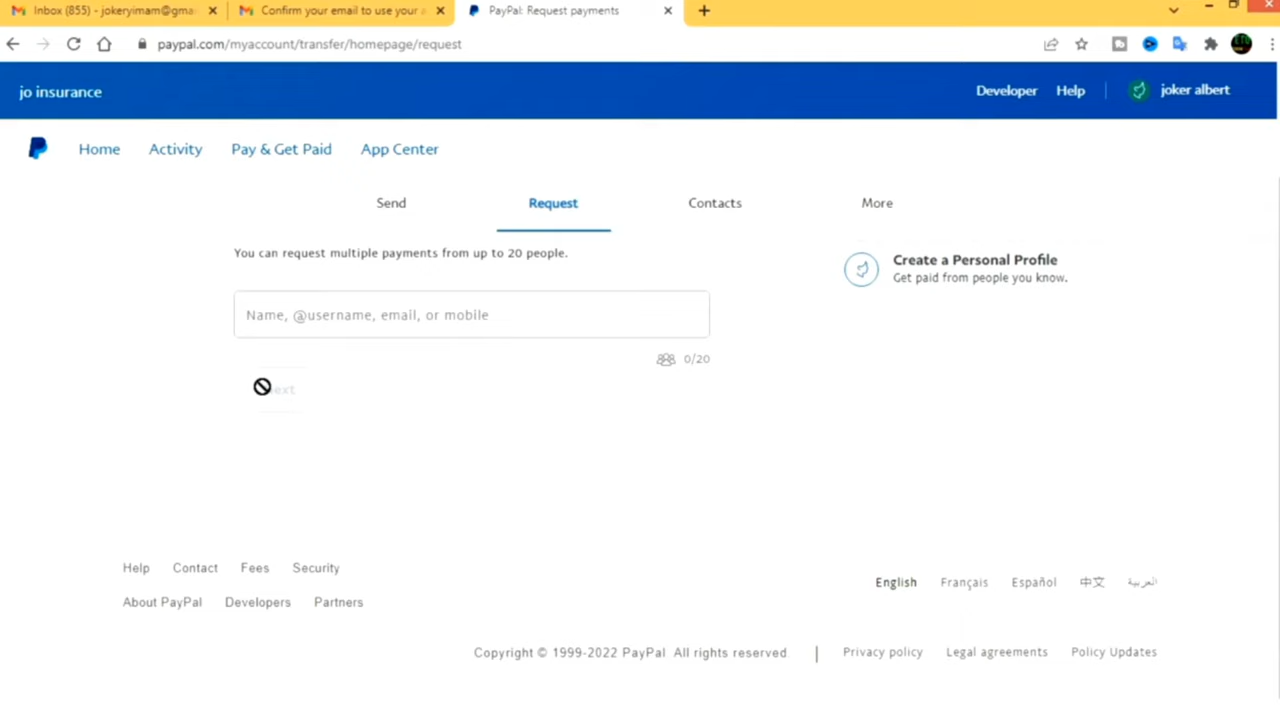 Inbox (855) - jokeryimam@gma
Confirm your email to use your a
PayPal: Request payments
paypal.com/myaccount/transfer/homepage/request
jo insurance
Developer Help joker albert
Home Activity Pay & Get Paid App Center
Send Request Contacts More
You can request multiple payments from up to 20 people.
Create a Personal Profile
Get paid from people you know.
Name, @username, email, or mobile
0/20
Help Contact Fees Security
English Français Español 中文 العربية
About PayPal Developers Partners
Copyright © 1999-2022 PayPal. All rights reserved. | Privacy policy Legal agreements Policy Updates